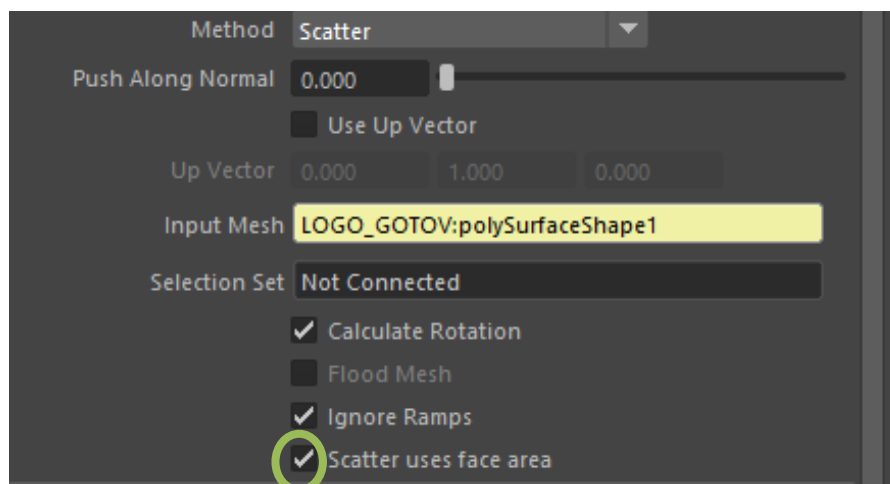 Method Scatter
Push Along Normal 0.000
Use Up Vector
Up Vector 0.000 1.000 0.000
Input Mesh LOGO_GOTOV:polySurfaceShape1
Selection Set Not Connected
Calculate Rotation
Flood Mesh
Ignore Ramps
Scatter uses face area